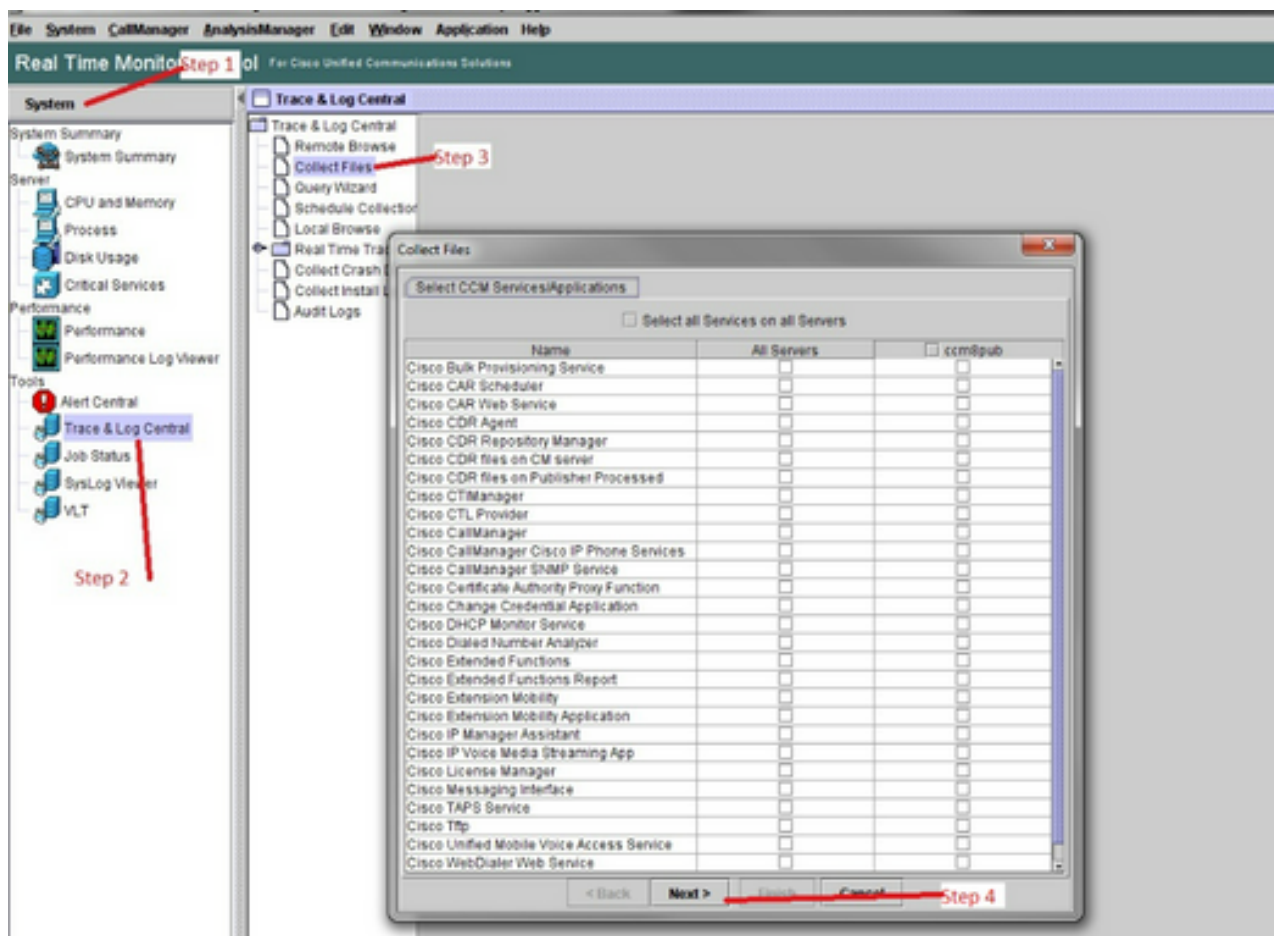 File System CallManager AnalysisManager Edit Window Application Help
Real Time Monito Step 1 ol For Cisco Unified Communications Solutions
System
System Summary
System Summary
Server
CPU and Memory
Process
Disk Usage
Critical Services
Performance
Performance
Performance Log Viewer
Tools
Alert Central
Trace & Log Central
Job Status
SysLog Viewer
VLT
Step 2
Trace & Log Central
Trace & Log Central
Remote Browse
Collect Files
Step 3
Query Wizard
Schedule Collection
Local Browse
Real Time Trac
Collect Crash
Collect Install L
Audit Logs
Collect Files
Select CCM Services/Applications
Select all Services on all Servers
Name All Servers ccm8pub
Cisco Bulk Provisioning Service
Cisco CAR Scheduler
Cisco CAR Web Service
Cisco CDR Agent
Cisco CDR Repository Manager
Cisco CDR files on CM server
Cisco CDR files on Publisher Processed
Cisco CTIManager
Cisco CTL Provider
Cisco CallManager
Cisco CallManager Cisco IP Phone Services
Cisco CallManager SNMP Service
Cisco Certificate Authority Proxy Function
Cisco Change Credential Application
Cisco DHCP Monitor Service
Cisco Dialed Number Analyzer
Cisco Extended Functions
Cisco Extended Functions Report
Cisco Extension Mobility
Cisco Extension Mobility Application
Cisco IP Manager Assistant
Cisco IP Voice Media Streaming App
Cisco License Manager
Cisco Messaging Interface
Cisco TAPS Service
Cisco Tftp
Cisco Unified Mobile Voice Access Service
Cisco WebDialer Web Service
< Back Next > Finish Cancel
Step 4